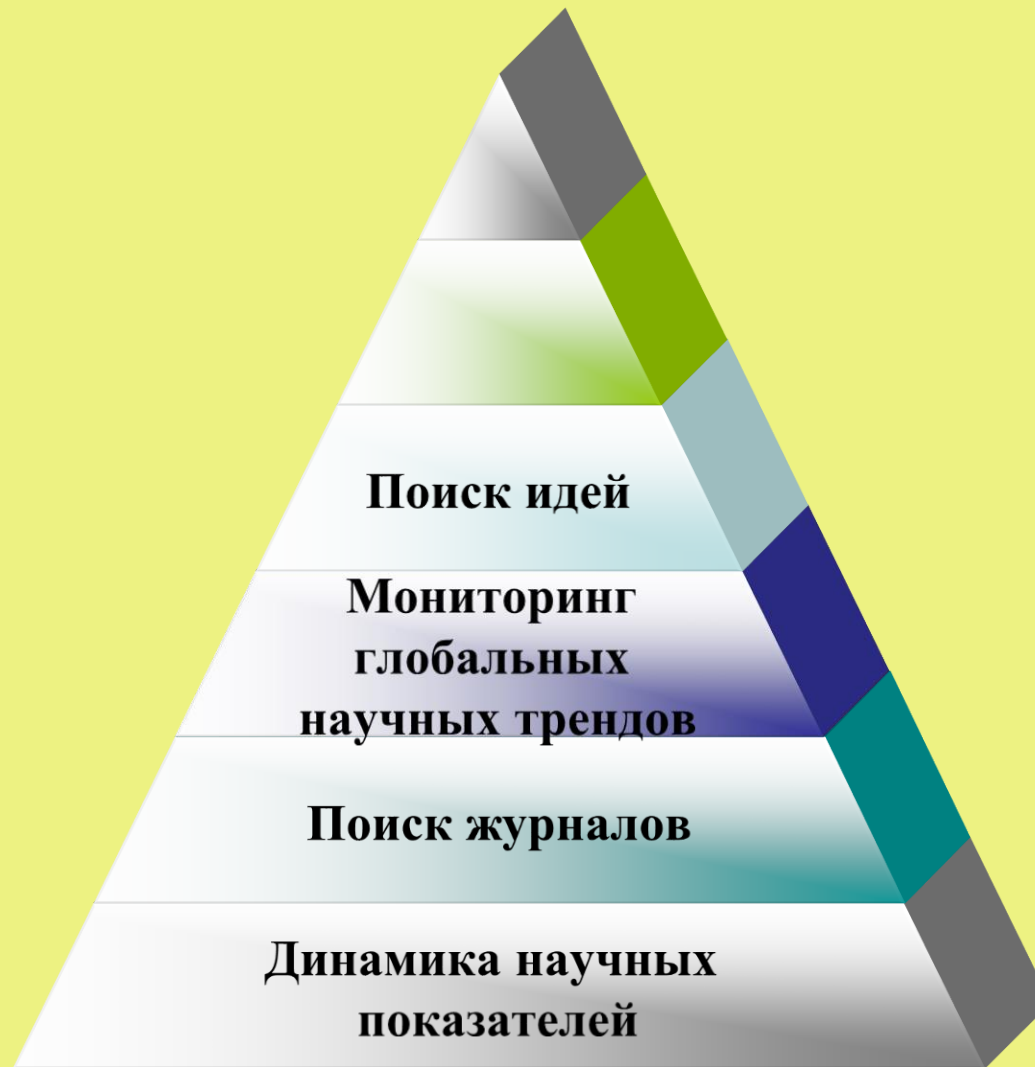 Поиск идей
Мониторинг
глобальных
научных трендов
Поиск журналов
Динамика научных
показателей